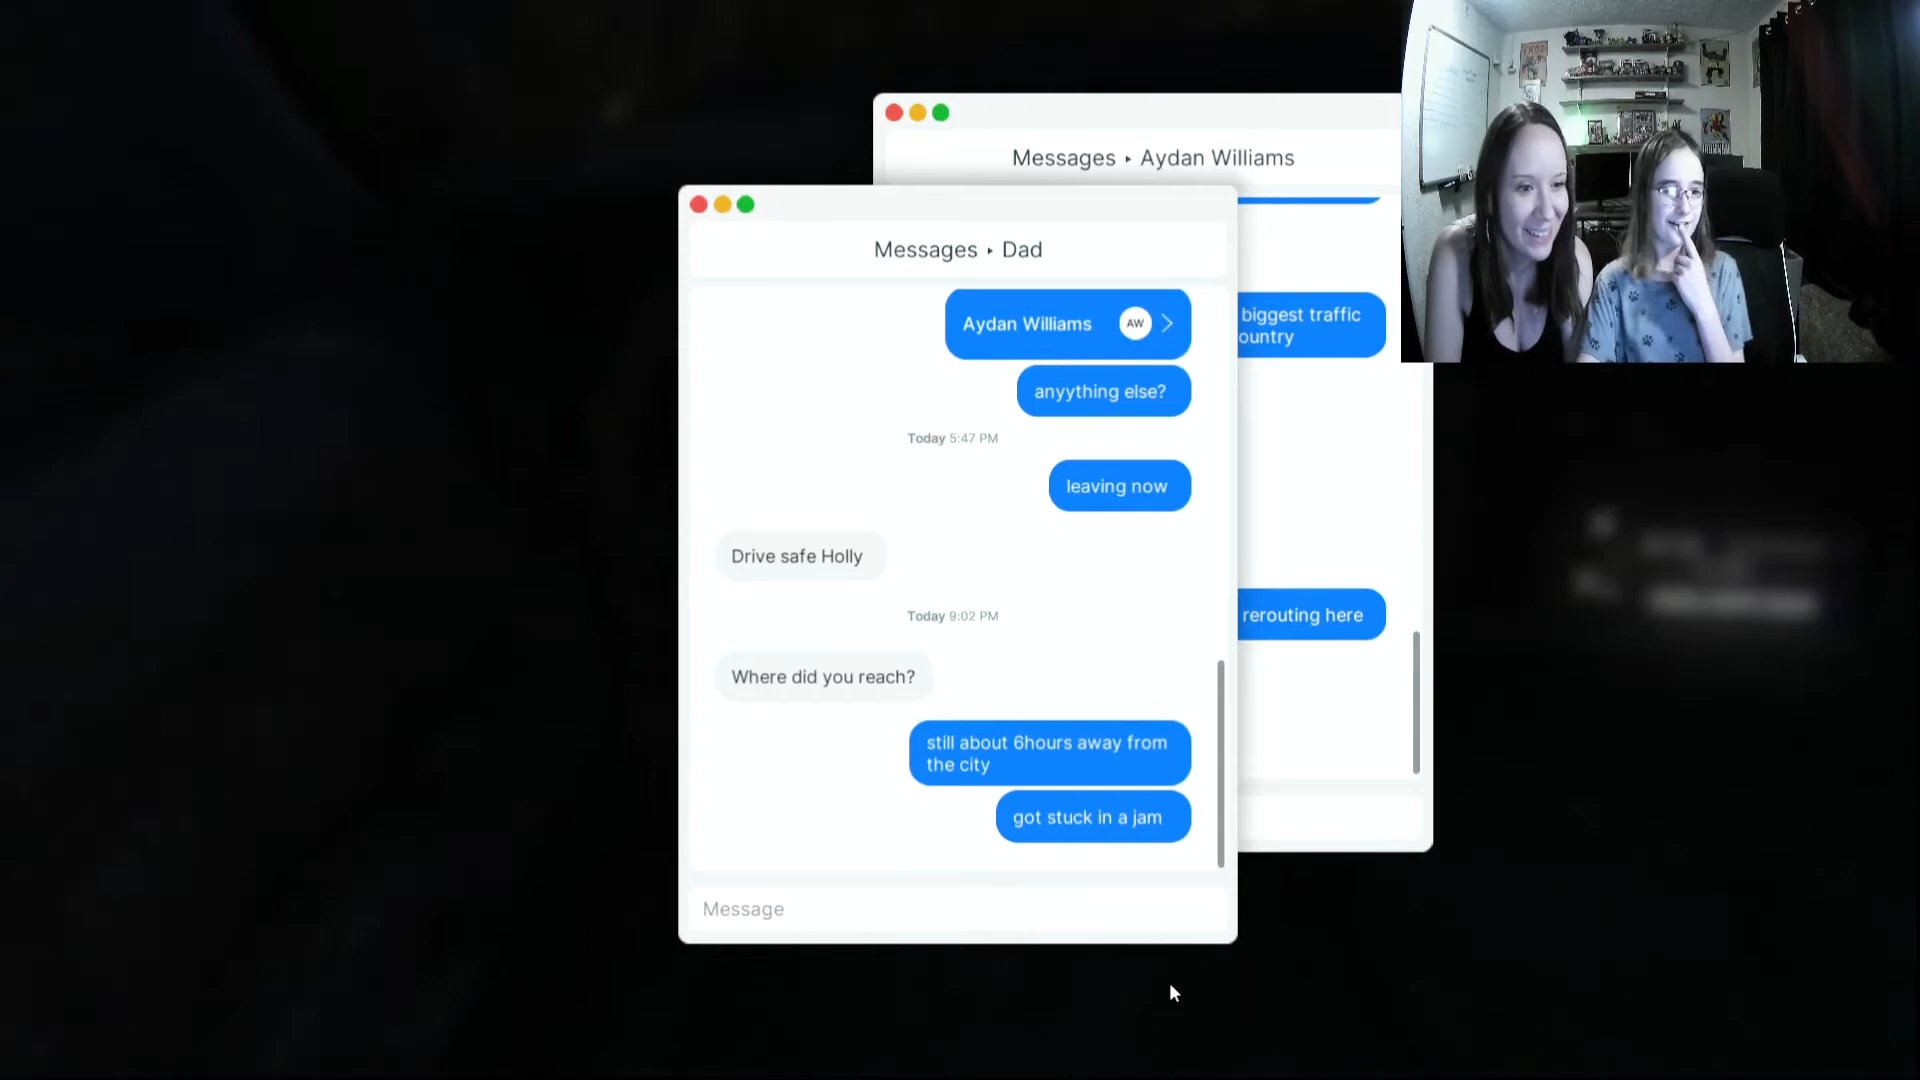 Messages ▸ Aydan Williams
Messages ▸ Dad
Aydan Williams
AW
anyything else?
Today 5:47 PM
leaving now
Drive safe Holly
Today 9:02 PM
Where did you reach?
still about 6hours away from
the city
got stuck in a jam
Message
biggest traffic
ountry
rerouting here